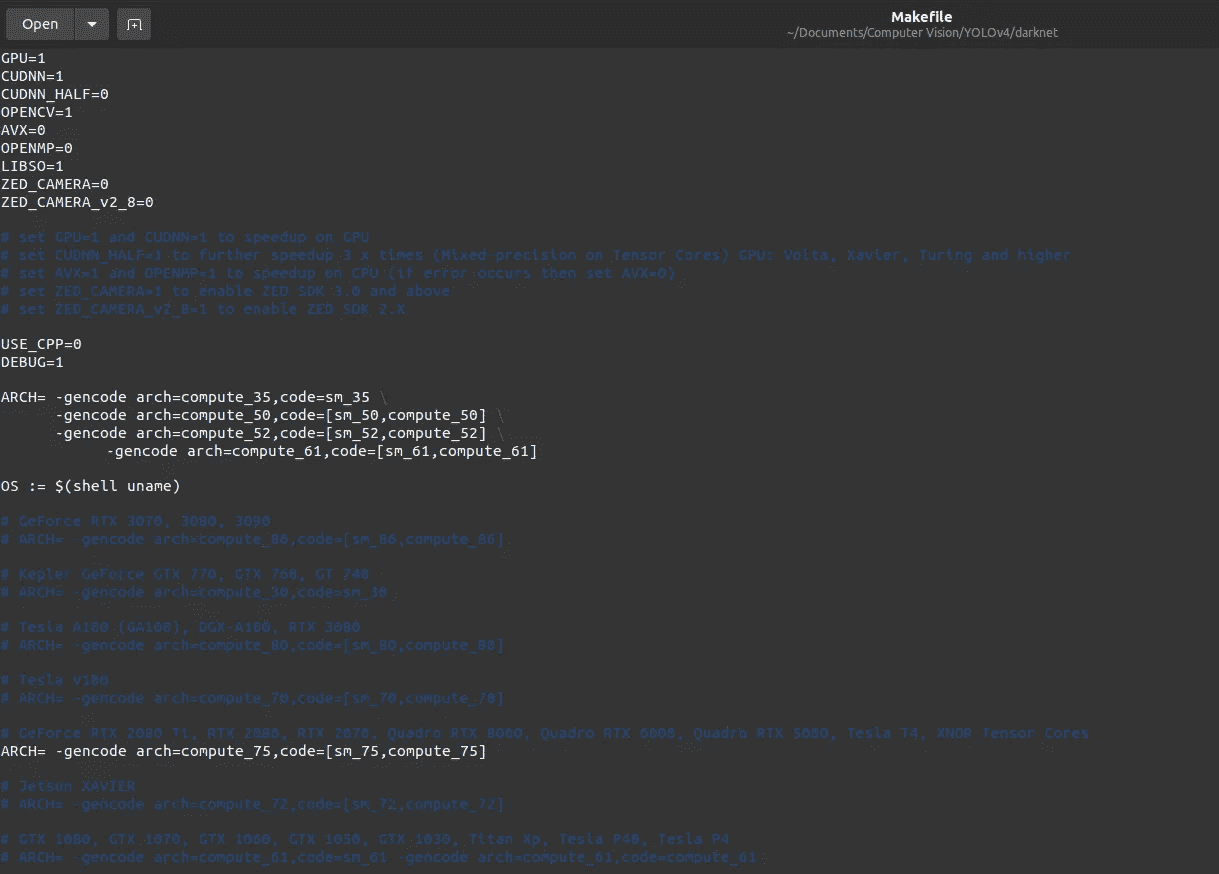 Open
Makefile
~/Documents/Computer Vision/YOLOv4/darknet
GPU=1
CUDNN=1
CUDNN_HALF=0
OPENCV=1
AVX=0
OPENMP=0
LIBSO=1
ZED_CAMERA=0
ZED_CAMERA_v2_8=0
# set GPU=1 and CUDNN=1 to speedup on GPU
# set CUDNN_HALF=1 to further speedup 3 x times (Mixed precision on Tensor Cores) GPU: Volta, Xavier, Turing and higher
# set AVX=1 and OPENMP=1 to speedup on CPU (if error occurs then set AVX=0)
# set ZED_CAMERA=1 to enable ZED SDK 3.0 and above
# set ZED_CAMERA_v2_8=1 to enable ZED SDK 2.X
USE_CPP=0
DEBUG=1
ARCH= -gencode arch=compute_35,code=sm_35 \
-gencode arch=compute_50,code=[sm_50,compute_50] \
-gencode arch=compute_52,code=[sm_52,compute_52] \
-gencode arch=compute_61,code=[sm_61,compute_61]
OS := $(shell uname)
# GeForce RTX 3070, 3080, 3090
# ARCH= -gencode arch=compute_86,code=[sm_86,compute_86]
# Kepler GeForce GTX 770, GTX 760, GT 740
# ARCH= -gencode arch=compute_30,code=sm_30
# Tesla A100 (GA100), DGX-A100, RTX 3080
# ARCH= -gencode arch=compute_80,code=[sm_80,compute_80]
# Tesla V100
# ARCH= -gencode arch=compute_70,code=[sm_70,compute_70]
# GeForce RTX 2080 Ti, RTX 2080, RTX 2070, Quadro RTX 8000, Quadro RTX 6000, Quadro RTX 5000, Tesla T4, XNOR Tensor Cores
ARCH= -gencode arch=compute_75,code=[sm_75,compute_75]
# Jetson XAVIER
# ARCH= -gencode arch=compute_72,code=[sm_72,compute_72]
# GTX 1080, GTX 1070, GTX 1060, GTX 1050, GTX 1030, Titan Xp, Tesla P40, Tesla P4
# ARCH= -gencode arch=compute_61,code=sm_61 -gencode arch=compute_61,code=compute_61